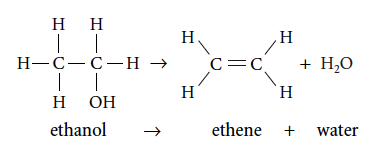 H H
H H
H—C—C—H → C=C + H₂O
H H
H OH
ethanol → ethene + water